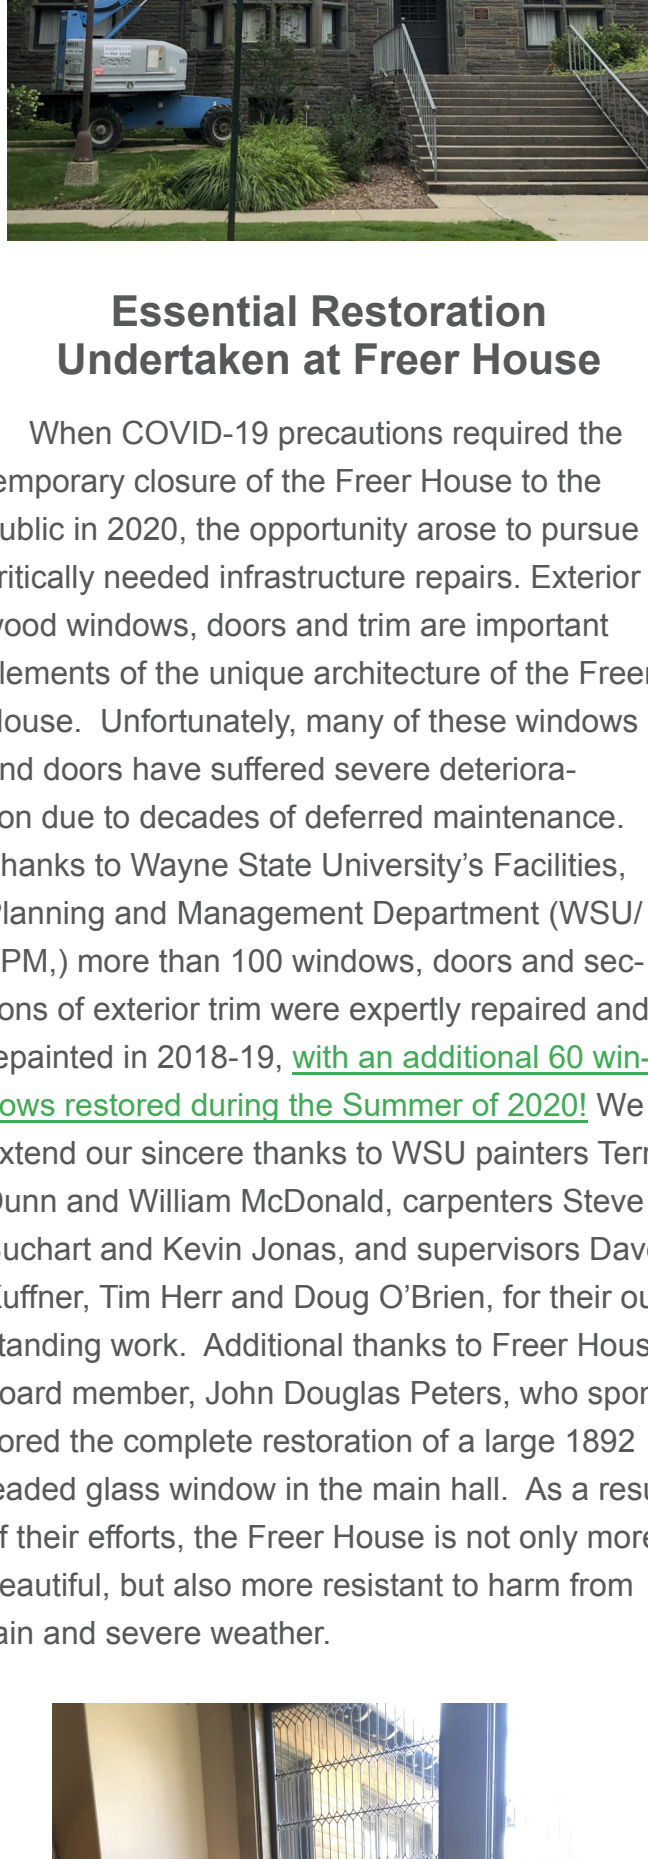 Genie
Essential Restoration
Undertaken at Freer House
When COVID-19 precautions required the
emporary closure of the Freer House to the
ublic in 2020, the opportunity arose to pursue
ritically needed infrastructure repairs. Exterior
ood windows, doors and trim are important
lements of the unique architecture of the Freer
ouse.  Unfortunately, many of these windows
nd doors have suffered severe deteriora-
on due to decades of deferred maintenance.
hanks to Wayne State University’s Facilities,
lanning and Management Department (WSU/
PM,) more than 100 windows, doors and sec-
ons of exterior trim were expertly repaired and
epainted in 2018-19, with an additional 60 win-
ows restored during the Summer of 2020! We
xtend our sincere thanks to WSU painters Terr
unn and William McDonald, carpenters Steve
uchart and Kevin Jonas, and supervisors Dave
uffner, Tim Herr and Doug O’Brien, for their ou
tanding work.  Additional thanks to Freer Hous
oard member, John Douglas Peters, who spon
ored the complete restoration of a large 1892
eaded glass window in the main hall.  As a resu
f their efforts, the Freer House is not only more
eautiful, but also more resistant to harm from
ain and severe weather.